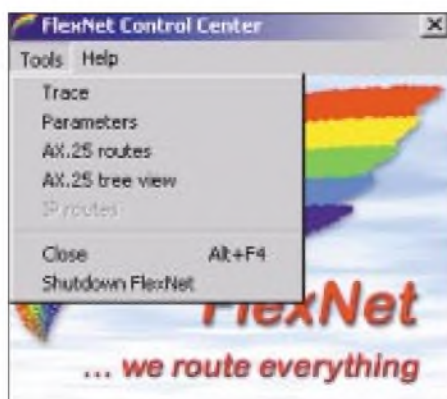 FlexNet Control Center
Tools Help
Trace
Parameters
AX.25 routes
AX.25 tree view
IP routes
Close Alt+F4
Shutdown FlexNet
FlexNet
... we route everything